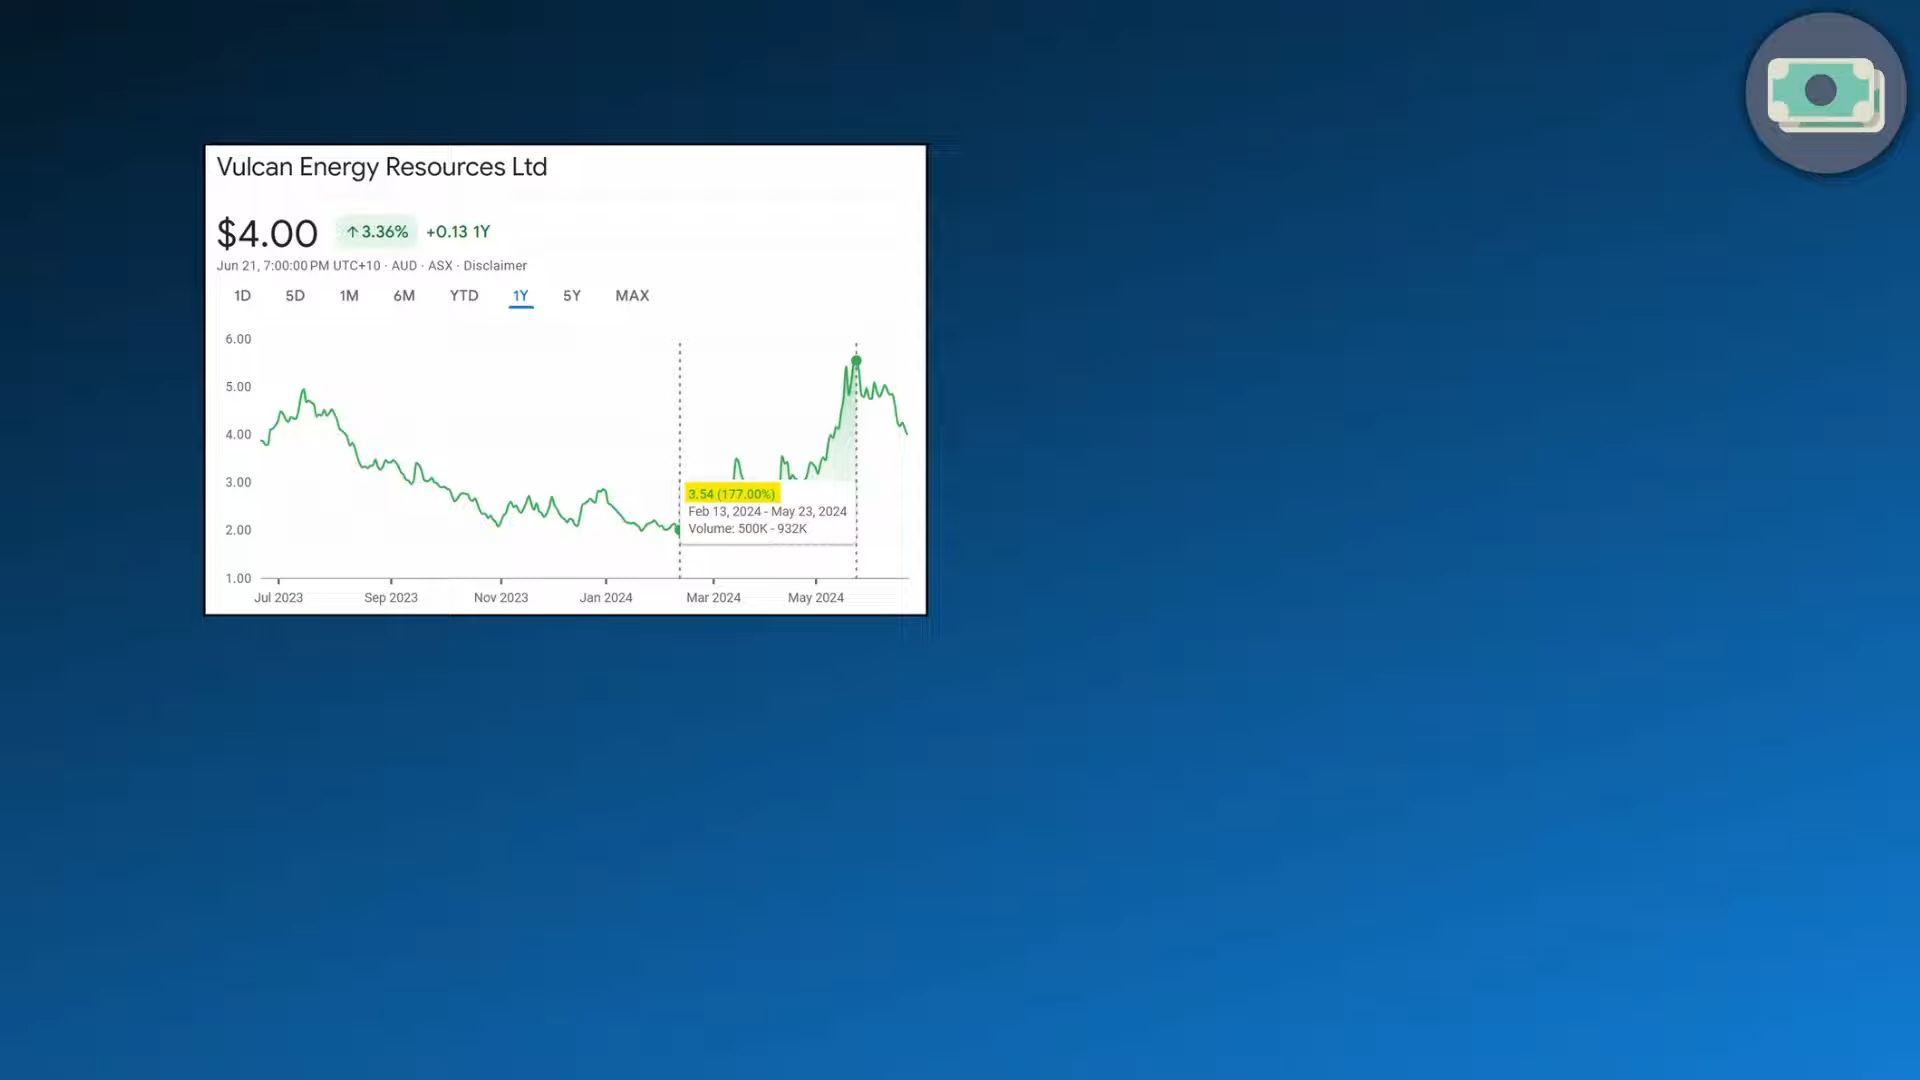 Vulcan Energy Resources Ltd
$4.00 ↑ 3.36% +0.13 1Y
Jun 21, 7:00:00 PM UTC+10 · AUD · ASX · Disclaimer
1D 5D 1M 6M YTD 1Y 5Y MAX
6.00
5.00
4.00
3.00
2.00
1.00
3.54 (177.00%)
Feb 13, 2024 - May 23, 2024
Volume: 500K - 932K
Jul 2023 Sep 2023 Nov 2023 Jan 2024 Mar 2024 May 2024